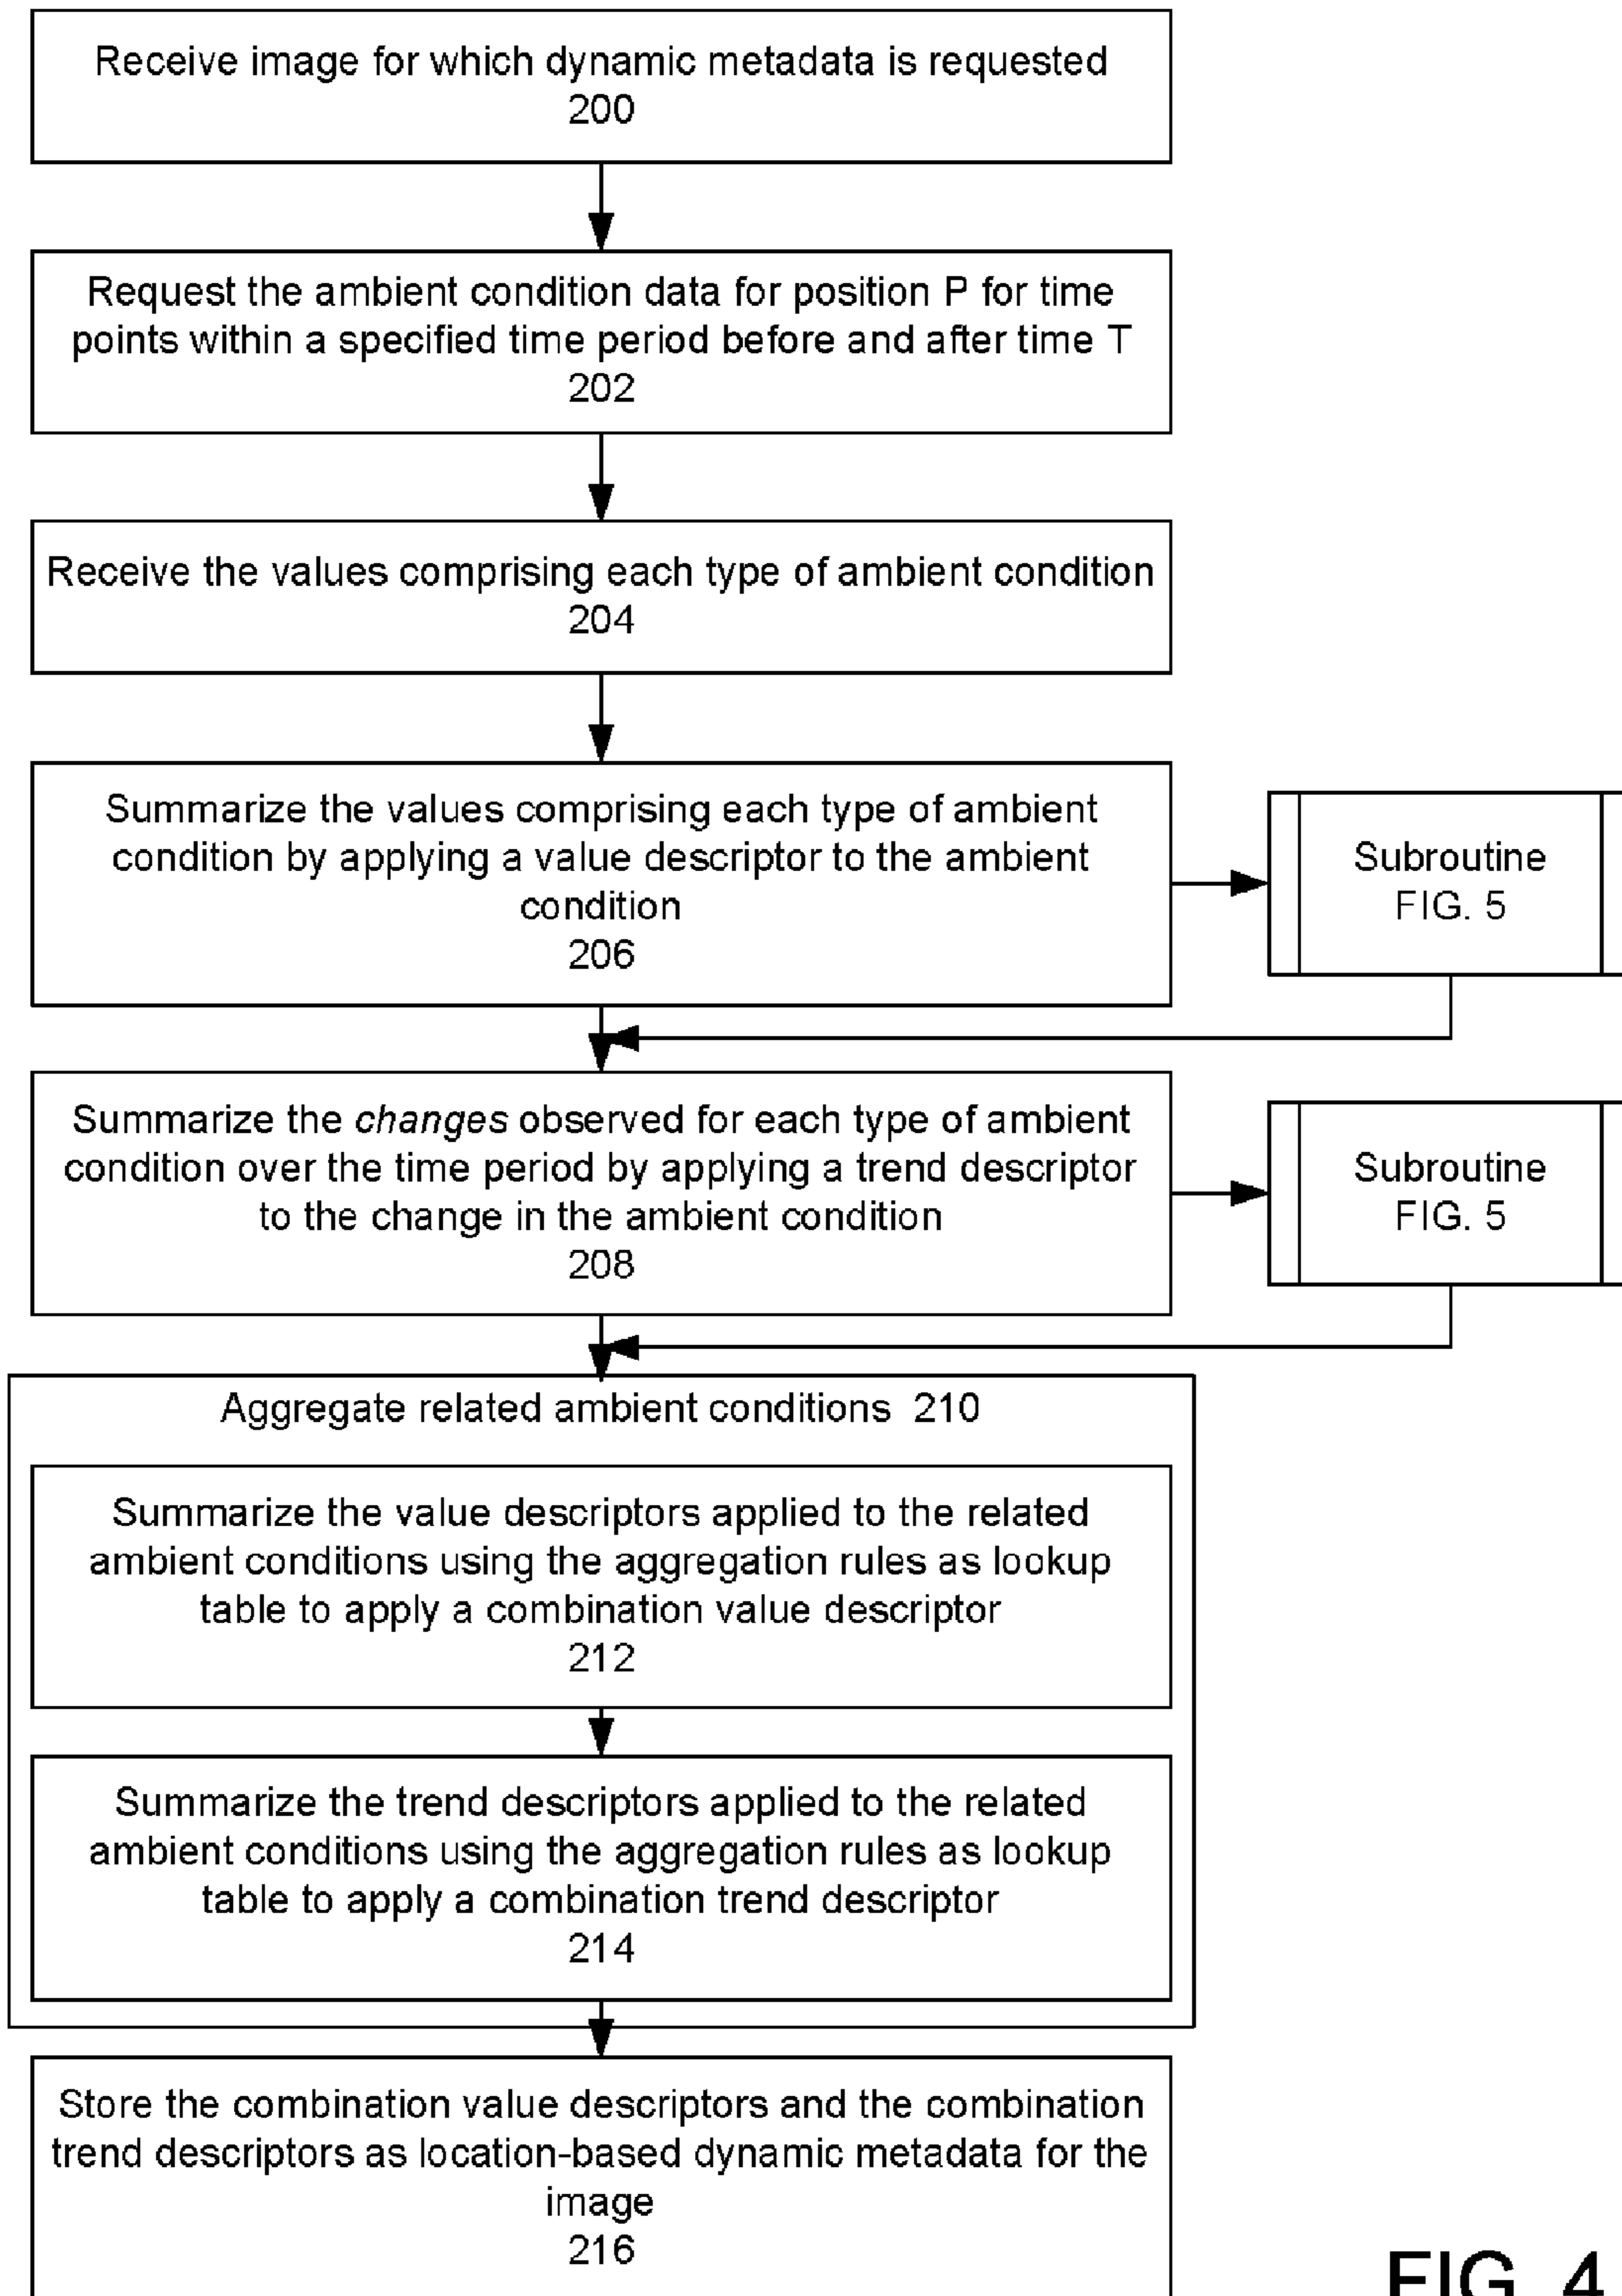 Receive image for which dynamic metadata is requested
200
Request the ambient condition data for position P for time
points within a specified time period before and after time T
202
Receive the values comprising each type of ambient condition
204
Summarize the values comprising each type of ambient
condition by applying a value descriptor to the ambient
condition
206
Subroutine
FIG. 5
Summarize the changes observed for each type of ambient
condition over the time period by applying a trend descriptor
to the change in the ambient condition
208
Subroutine
FIG. 5
Aggregate related ambient conditions 210
Summarize the value descriptors applied to the related
ambient conditions using the aggregation rules as lookup
table to apply a combination value descriptor
212
Summarize the trend descriptors applied to the related
ambient conditions using the aggregation rules as lookup
table to apply a combination trend descriptor
214
Store the combination value descriptors and the combination
trend descriptors as location-based dynamic metadata for the
image
216
FIG. 4